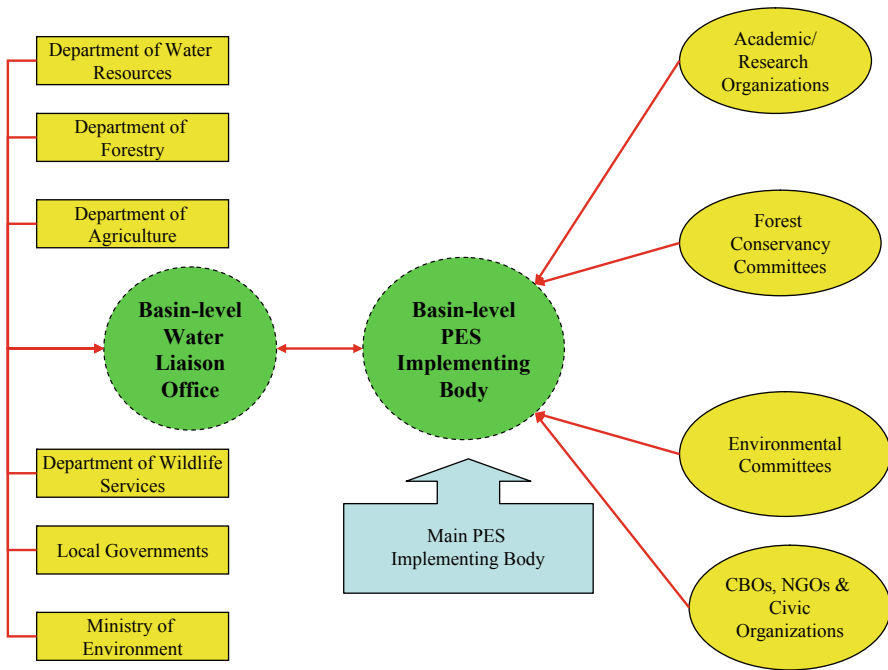 Department of Water
Resources
Department of
Forestry
Department of
Agriculture
Basin-level
Water
Liaison
Office
Department of Wildlife
Services
Local Governments
Ministry of
Environment
Basin-level
PES
Implementing
Body
Main PES
Implementing Body
Academic/
Research
Organizations
Forest
Conservancy
Committees
Environmental
Committees
CBOs, NGOs &
Civic
Organizations